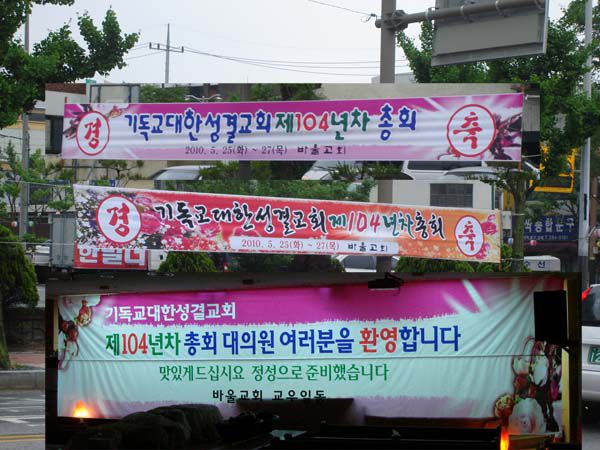 경 기독교대한성결교회 제104년차 총회 축
2010. 5. 25(화) ~ 27(목) 바울교회
경 기독교대한성결교회 제104년차총회 축
2010. 5. 25(화) ~ 27(목) 바울교회
기독교대한성결교회
제104년차 총회 대의원 여러분을 환영합니다
맛있게드십시요 정성으로 준비했습니다
바울교회 교우일동